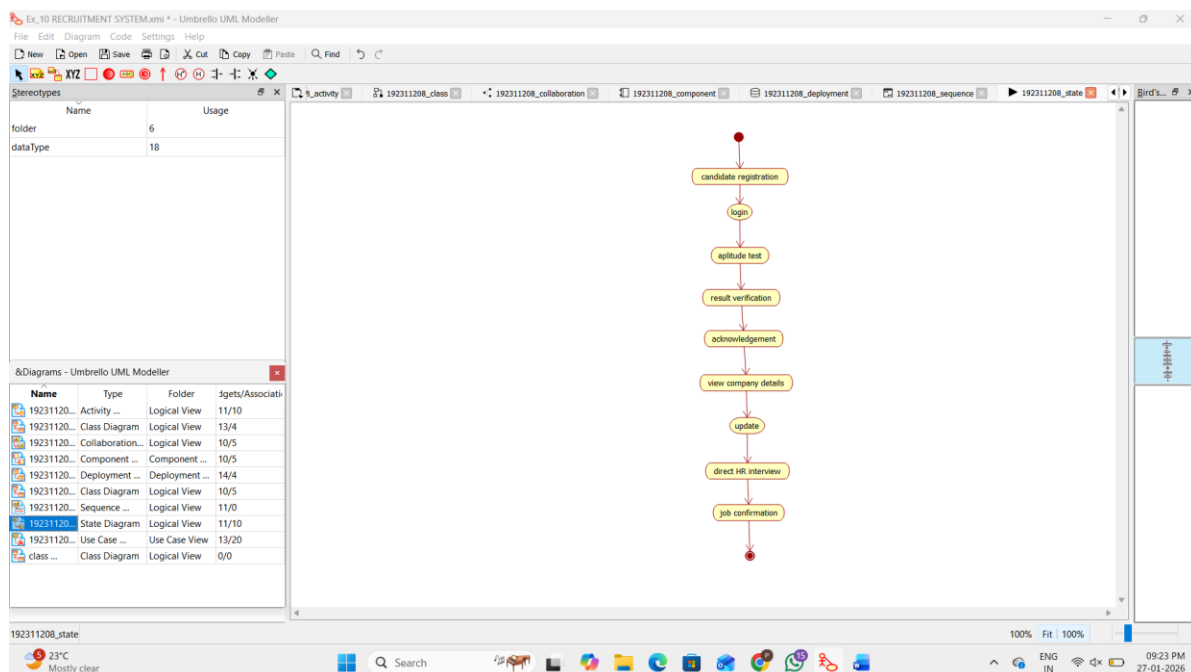 Ex_10 RECRUITMENT SYSTEM.xmi * - Umbrello UML Modeller
File Edit Diagram Code Settings Help
New Open Save Cut Copy Paste Find
XYZ XYZ ABC H* H
Stereotypes
Name Usage
folder 6
dataType 18
_activity 192311208_class 192311208_collaboration 192311208_component 192311208_deployment 192311208_sequence 192311208_state
Bird's...
candidate registration
login
aplitude test
result verification
acknowledgement
view company details
update
direct HR interview
job confirmation
&Diagrams - Umbrello UML Modeller
Name Type Folder dgets/Associati
19231120... Activity ... Logical View 11/10
19231120... Class Diagram Logical View 13/4
19231120... Collaboration... Logical View 10/5
19231120... Component ... Component ... 10/5
19231120... Deployment ... Deployment ... 14/4
19231120... Class Diagram Logical View 10/5
19231120... Sequence ... Logical View 11/0
19231120... State Diagram Logical View 11/10
19231120... Use Case ... Use Case View 13/20
class ... Class Diagram Logical View 0/0
192311208_state
100% Fit 100%
5
23°C
Mostly clear
Search
P
15
ENG
IN
09:23 PM
27-01-2026